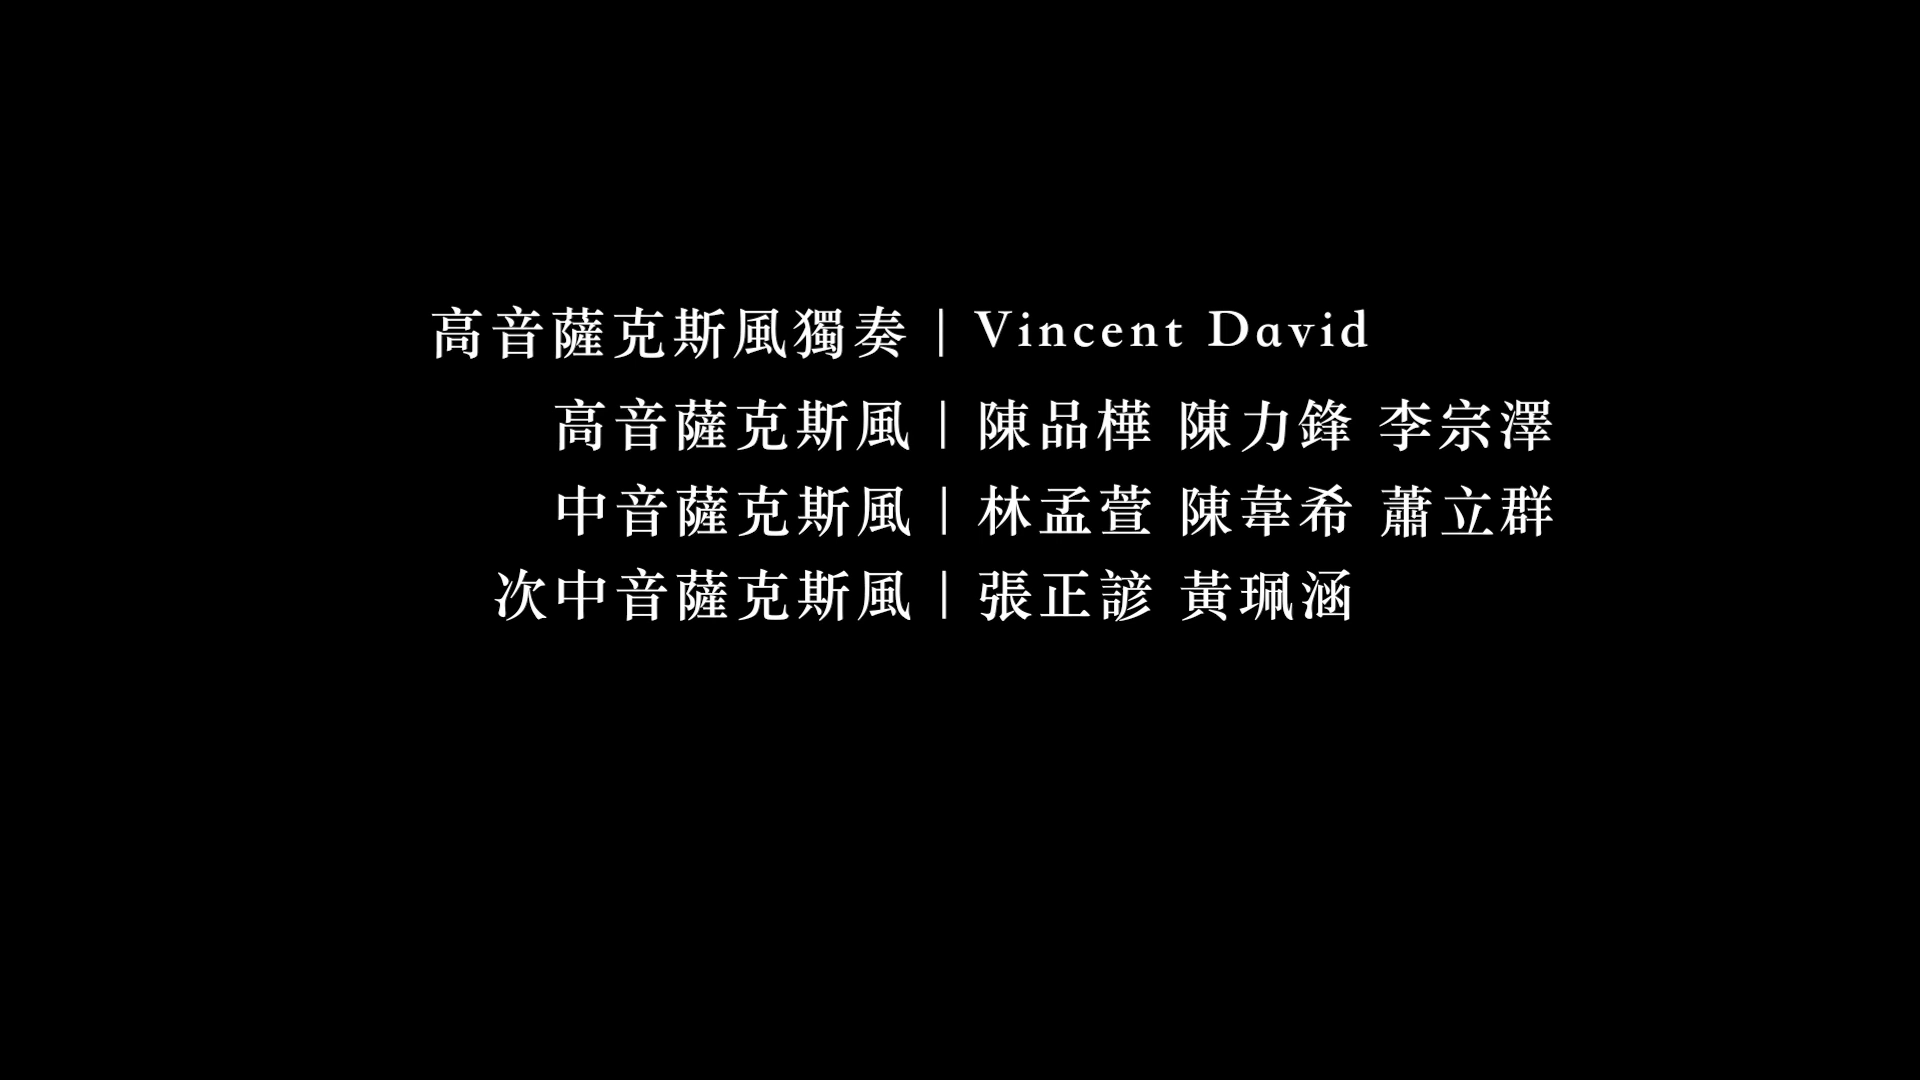 高音薩克斯風獨奏｜Vincent David
高音薩克斯風｜陳品樺 陳力鋒 李宗澤
中音薩克斯風｜林孟萱 陳韋希 蕭立群
次中音薩克斯風｜張正諺 黃珮涵